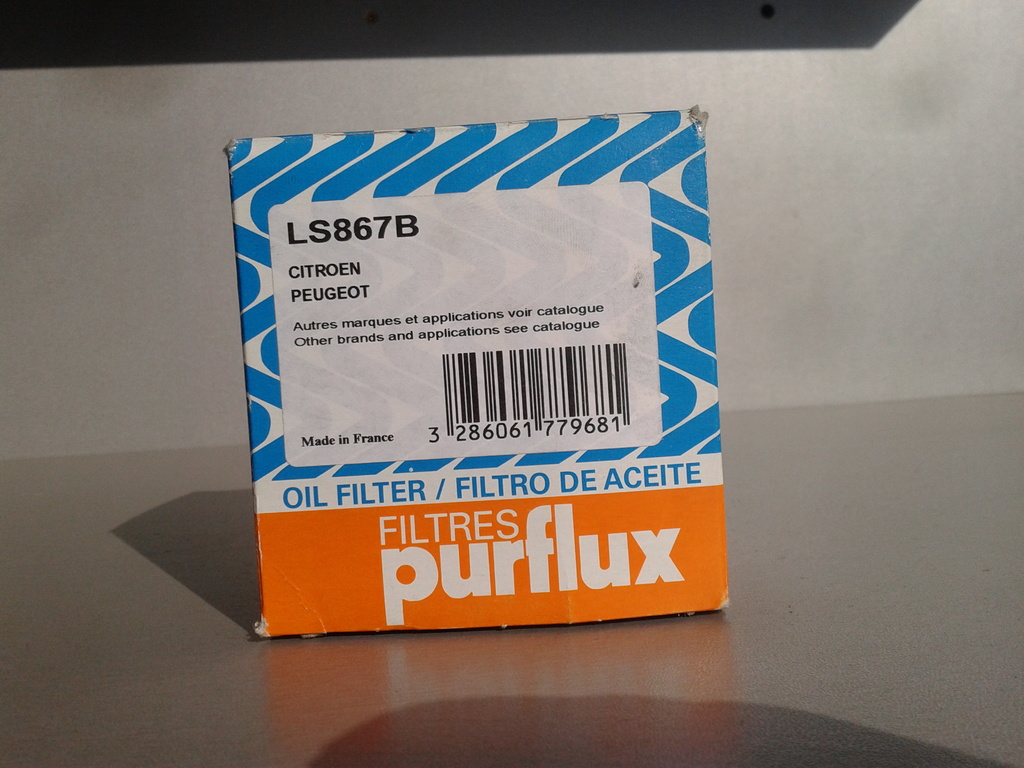 LS867B
CITROEN
PEUGEOT
Autres marques et applications voir catalogue
Other brands and applications see catalogue
Made in France
3 286061 779681
OIL FILTER / FILTRO DE ACEITE
FILTRES
purflux